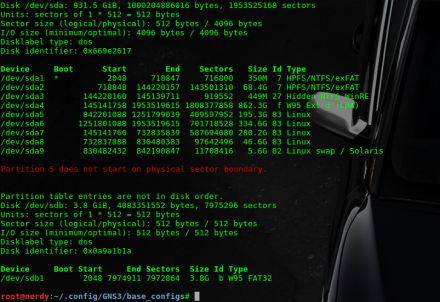 Disk /dev/sda: 931.5 GiB, 1000204886016 bytes, 1953525168 sectors
Units: sectors of 1 * 512 = 512 bytes
Sector size (logical/physical): 512 bytes / 4096 bytes
I/O size (minimum/optimal): 4096 bytes / 4096 bytes
Disklabel type: dos
Disk identifier: 0x669e2617
Device Boot Start End Sectors Size Id Type
/dev/sda1 * 2048 718847 716800 350M 7 HPFS/NTFS/exFAT
/dev/sda2 718848 144220157 143501310 68.4G 7 HPFS/NTFS/exFAT
/dev/sda3 144220160 145139711 919552 449M 27 Hidden NTFS WinRE
/dev/sda4 145141758 1953519615 1808377858 862.3G f W95 Ext'd (LBA)
/dev/sda5 842201088 1251799039 409597952 195.3G 83 Linux
/dev/sda6 1251801088 1953519615 701718528 334.6G 83 Linux
/dev/sda7 145141760 732835839 587694080 280.2G 83 Linux
/dev/sda8 732837888 830480383 97642496 46.6G 83 Linux
/dev/sda9 830482432 842190847 11708416 5.6G 82 Linux swap / Solaris
Partition 5 does not start on physical sector boundary.
Partition table entries are not in disk order.
Disk /dev/sdb: 3.8 GiB, 4083351552 bytes, 7975296 sectors
Units: sectors of 1 * 512 = 512 bytes
Sector size (logical/physical): 512 bytes / 512 bytes
I/O size (minimum/optimal): 512 bytes / 512 bytes
Disklabel type: dos
Disk identifier: 0x0a9a1b1a
Device Boot Start End Sectors Size Id Type
/dev/sdb1 2048 7974911 7972864 3.8G b W95 FAT32
root@nerdy:~/.config/GNS3/base_configs#